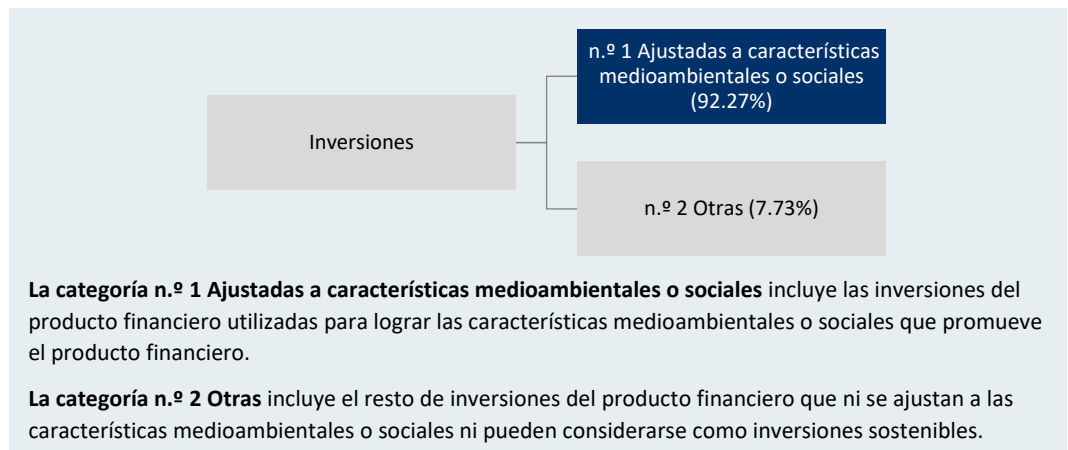 n.º 1 Ajustadas a características
medioambientales o sociales
(92.27%)
Inversiones
n.º 2 Otras (7.73%)
La categoría n.º 1 Ajustadas a características medioambientales o sociales incluye las inversiones del
producto financiero utilizadas para lograr las características medioambientales o sociales que promueve
el producto financiero.
La categoría n.º 2 Otras incluye el resto de inversiones del producto financiero que ni se ajustan a las
características medioambientales o sociales ni pueden considerarse como inversiones sostenibles.